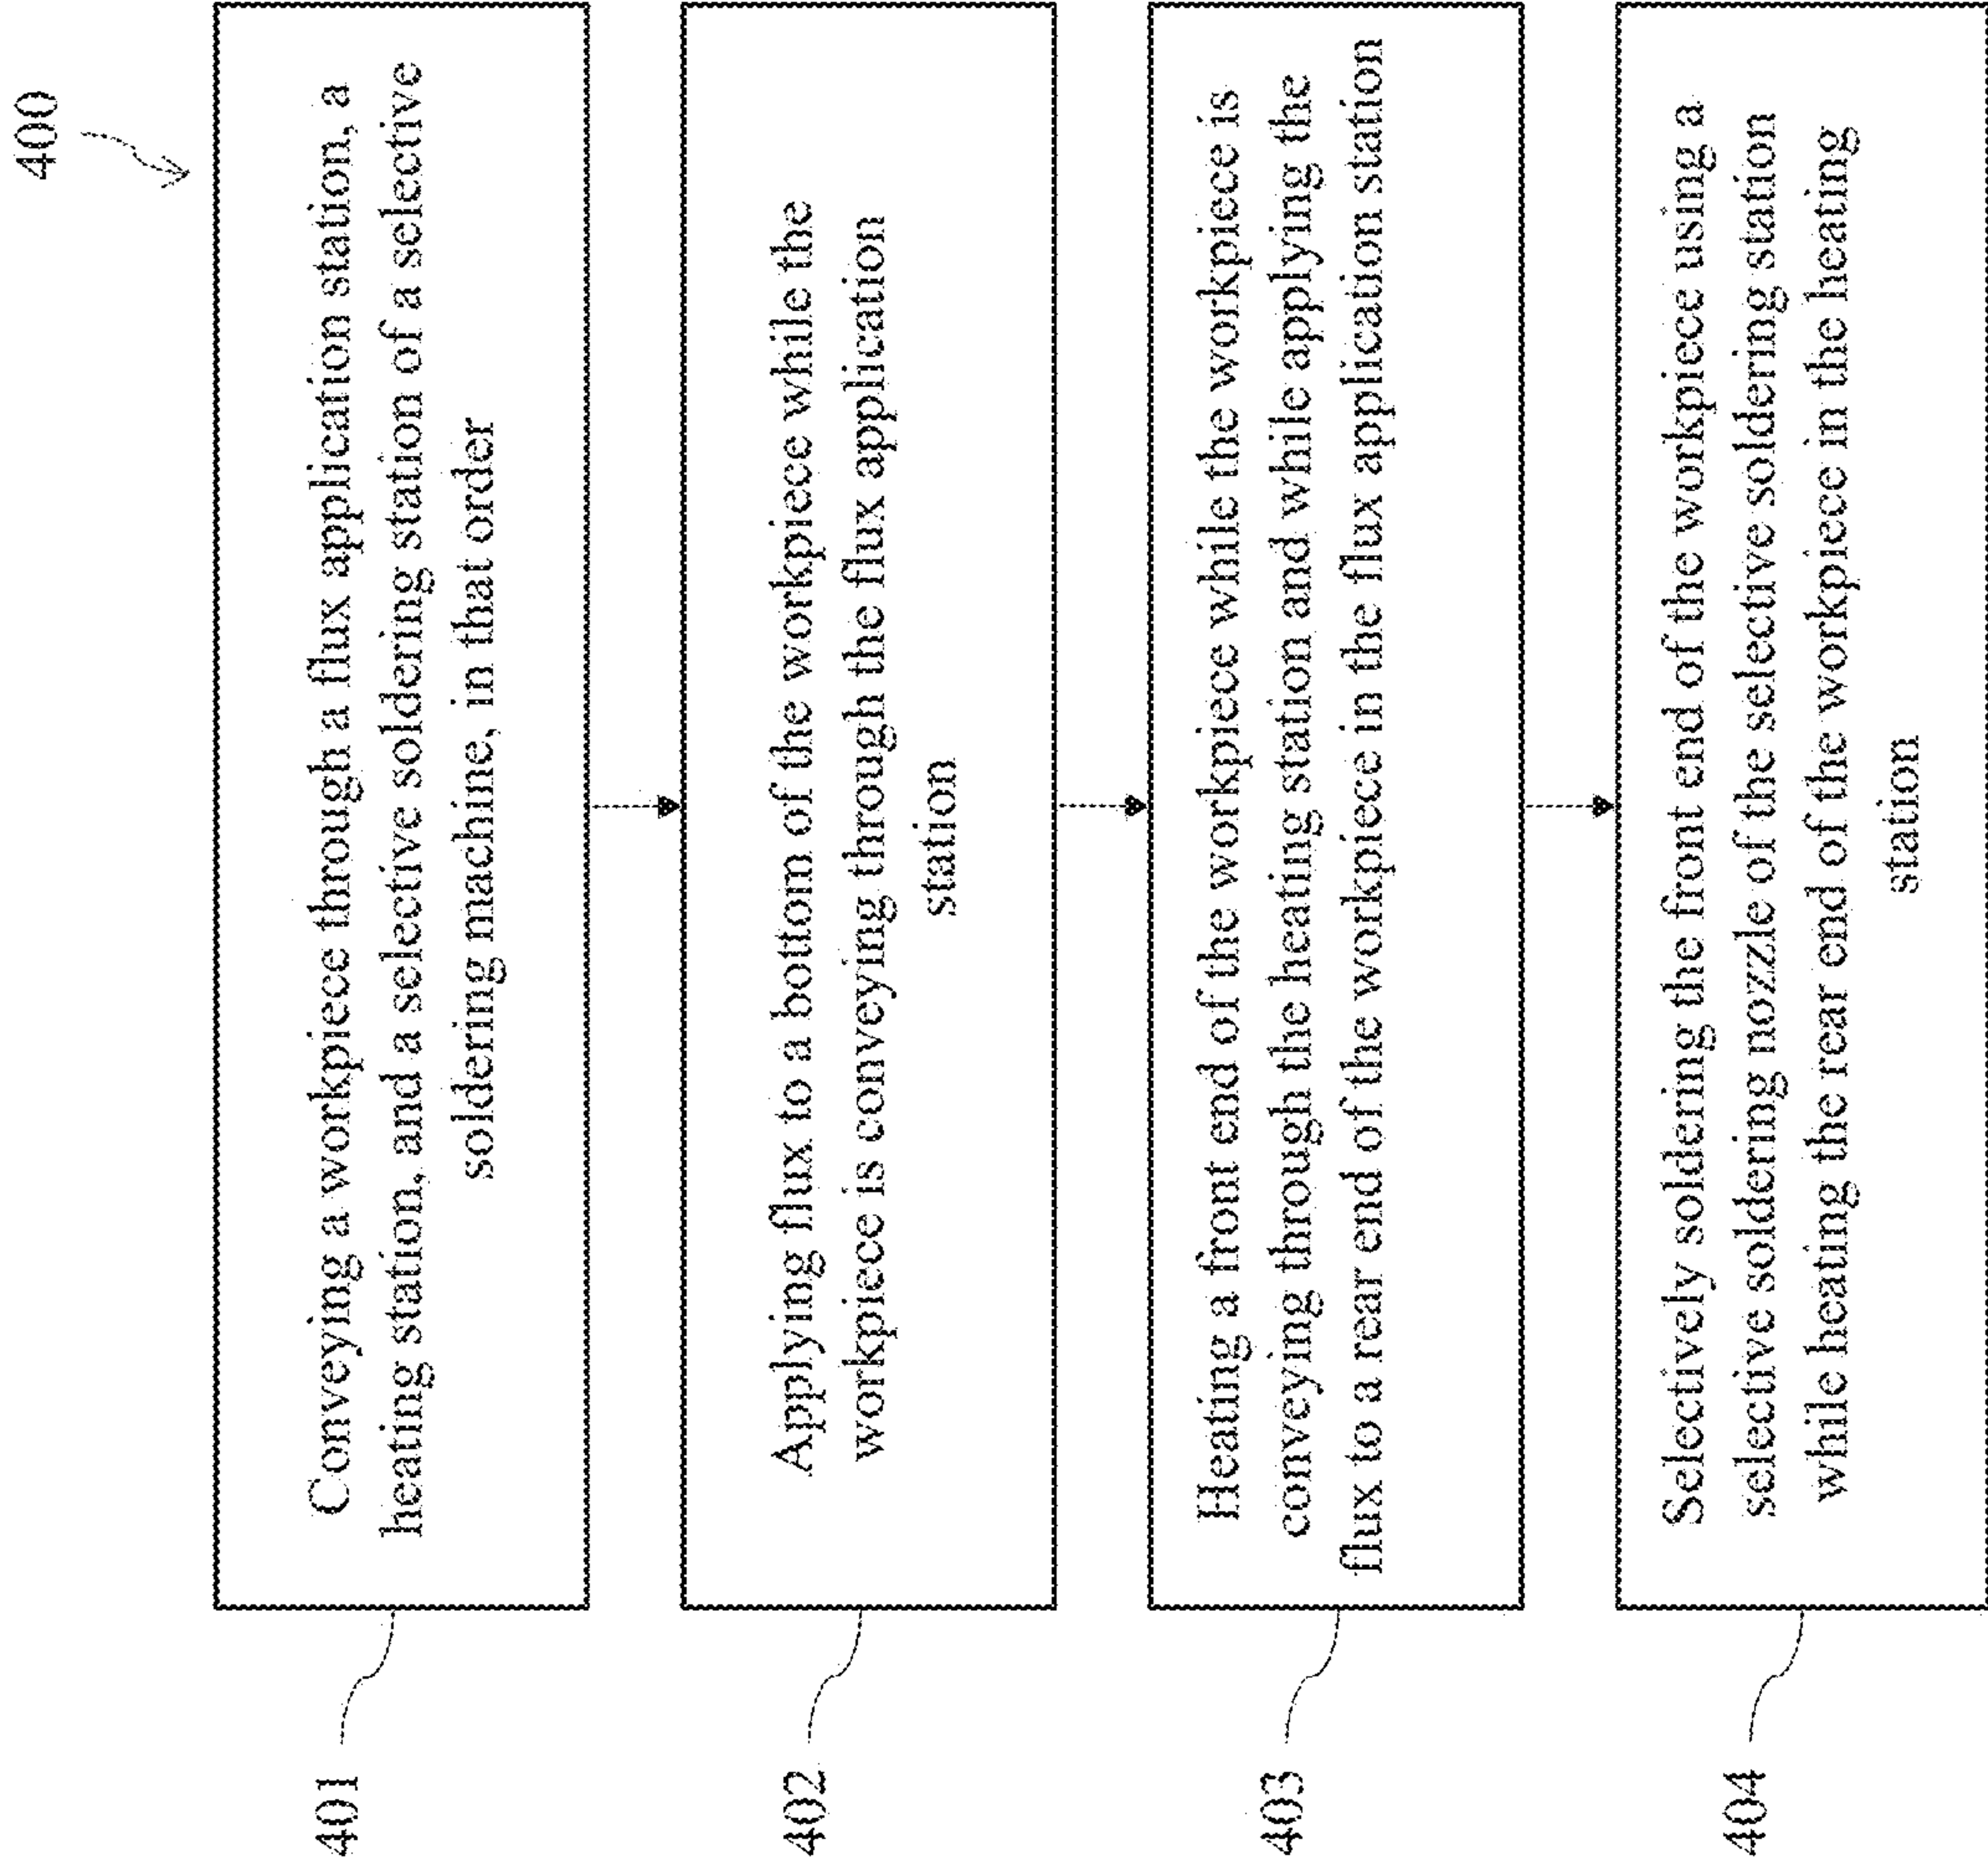 400
401
Conveying a workpiece through a flux application station, a
heating station, and a selective soldering station of a selective
soldering machine, in that order
402
Applying flux to a bottom of the workpiece while the
workpiece is conveying through the flux application
station
403
Heating a front end of the workpiece while the workpiece is
conveying through the heating station and while applying the
flux to a rear end of the workpiece in the flux application station
404
Selectively soldering the front end of the workpiece using a
selective soldering nozzle of the selective soldering station
while heating the rear end of the workpiece in the heating
station